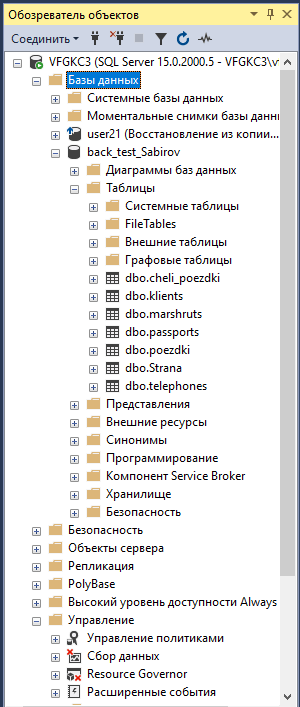 Обозреватель объектов
Соединить
VFGKC3 (SQL Server 15.0.2000.5 - VFGKC3\v
Базы данных
Системные базы данных
Моментальные снимки базы данн
user21 (Восстановление из копии...
back_test_Sabirov
Диаграммы баз данных
Таблицы
Системные таблицы
FileTables
Внешние таблицы
Графовые таблицы
dbo.cheli_poezdki
dbo.klients
dbo.marshruts
dbo.passports
dbo.poezdki
dbo.Strana
dbo.telephones
Представления
Внешние ресурсы
Синонимы
Программирование
Компонент Service Broker
Хранилище
Безопасность
Безопасность
Объекты сервера
Репликация
PolyBase
Высокий уровень доступности Always
Управление
Управление политиками
Сбор данных
Resource Governor
Расширенные события